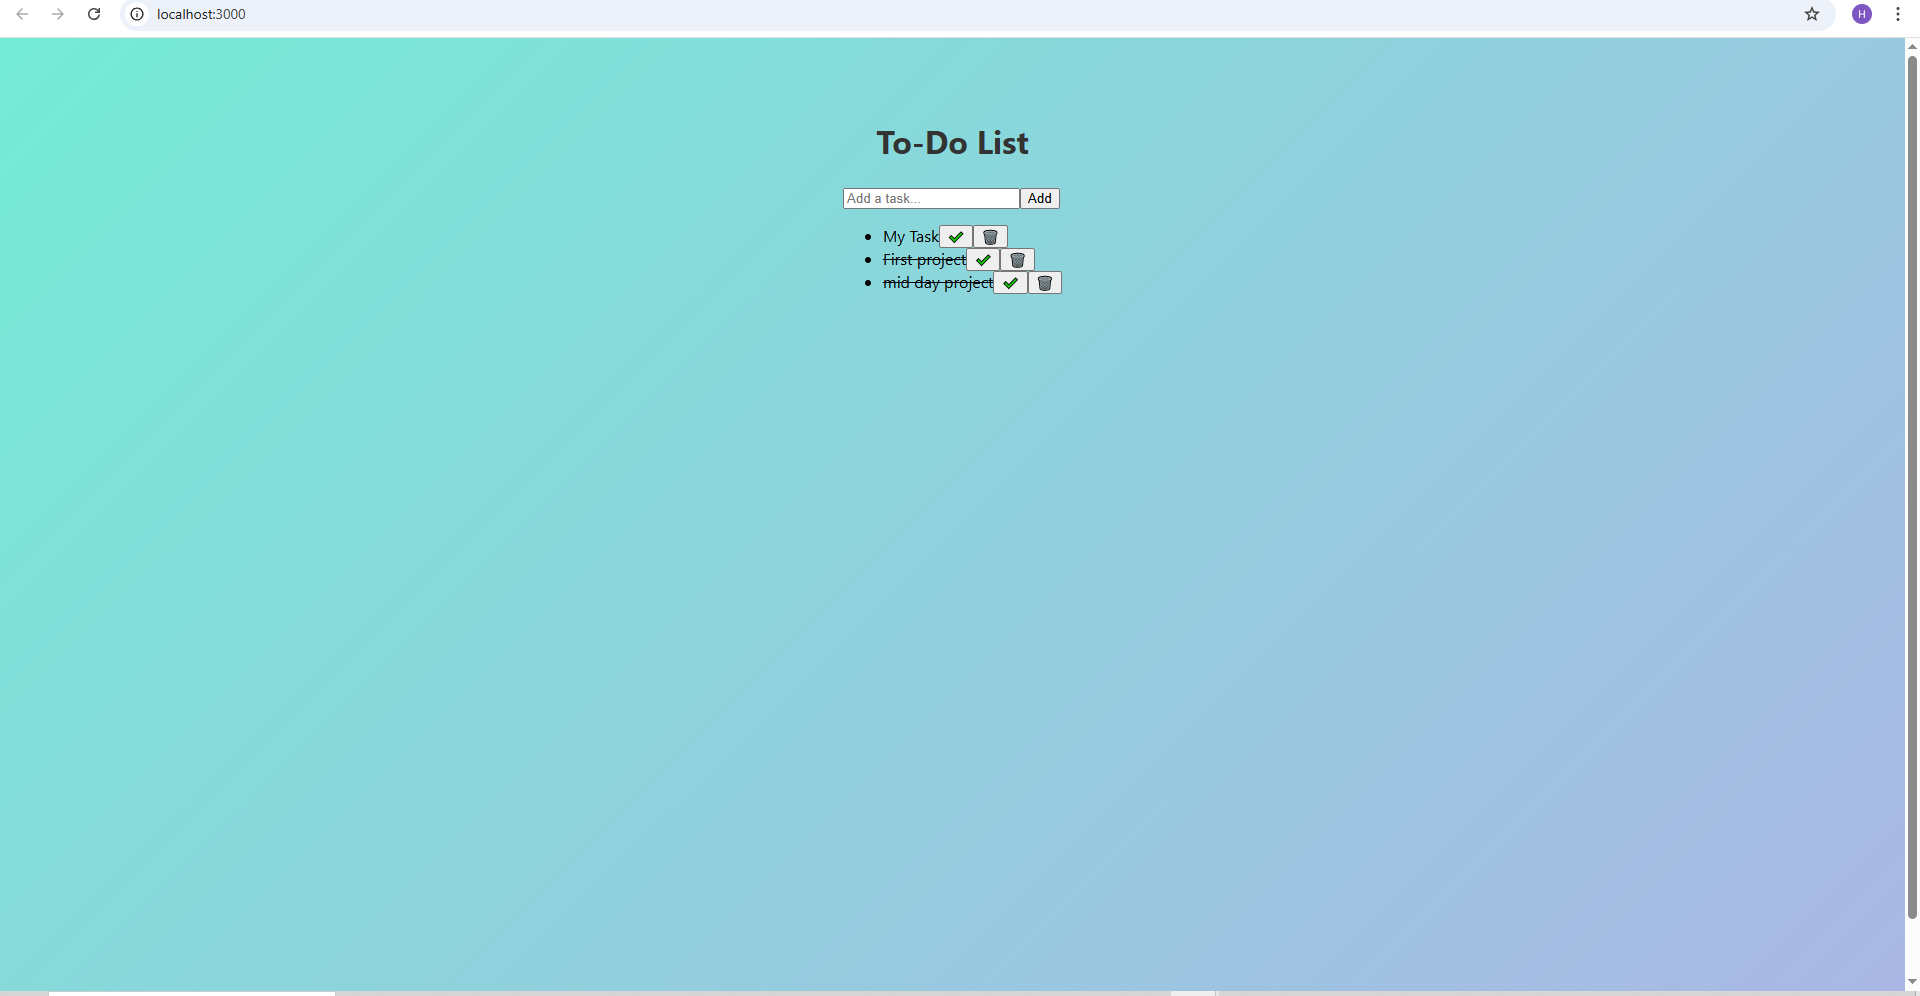 localhost:3000
H
To-Do List
Add a task... Add
My Task
First project
mid day project